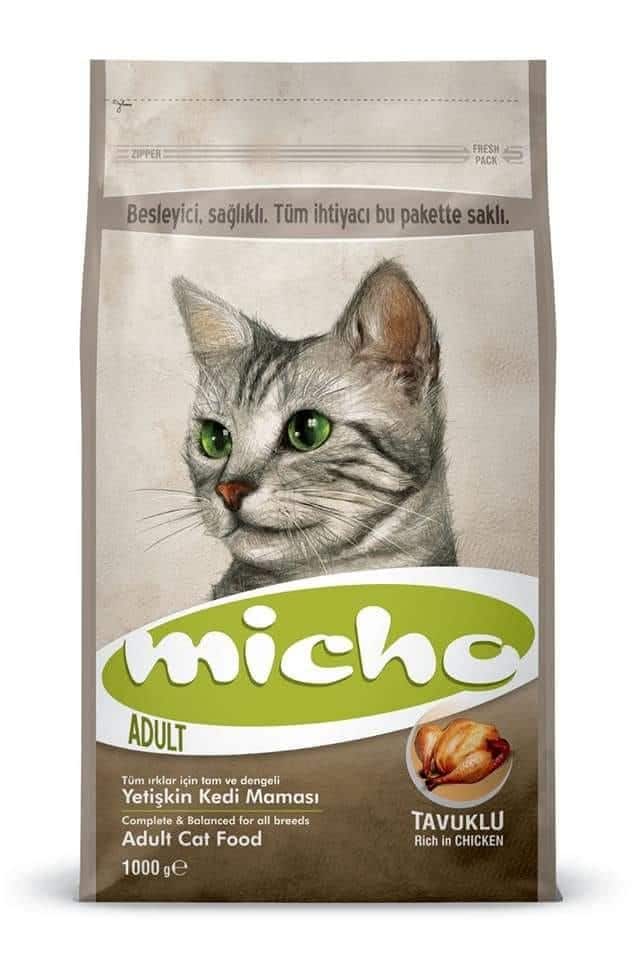 ZIPPER
FRESH
PACK
Besleyici, sağlıklı. Tüm ihtiyacı bu pakette saklı.
micho
ADULT
Tüm ırklar için tam ve dengeli
Yetişkin Kedi Maması
Complete & Balanced for all breeds
Adult Cat Food
1000 g℮
TAVUKLU
Rich in CHICKEN